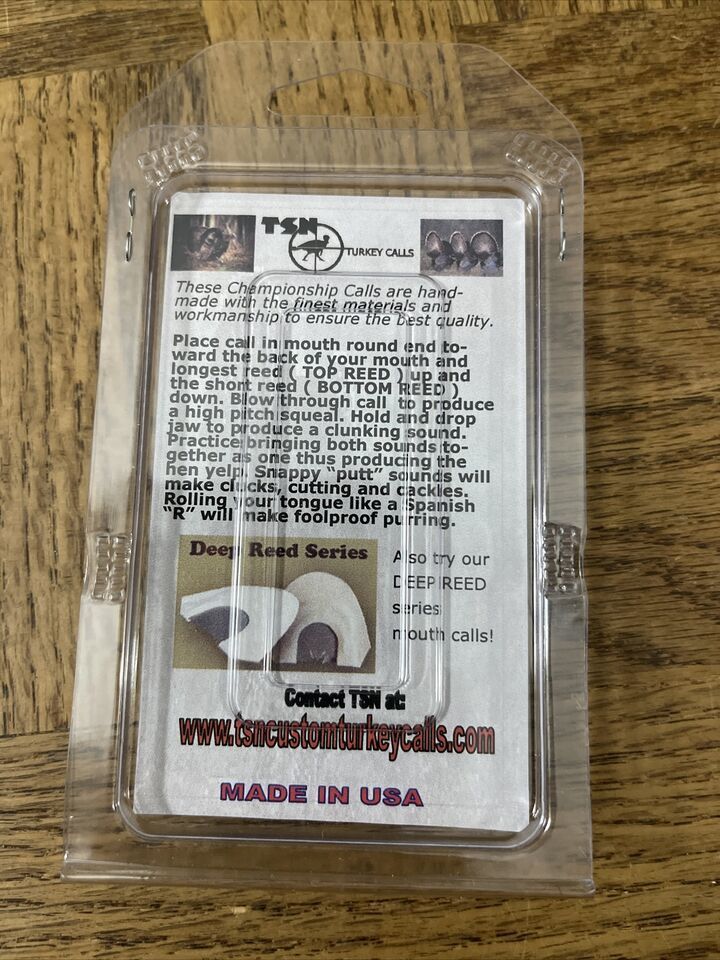 TSN
TURKEY CALLS
These Championship Calls are hand-
made with the finest materials and
workmanship to ensure the best quality.
Place call in mouth round end to-
ward the back of your mouth and
longest reed ( TOP REED ) up and
the short reed ( BOTTOM REED )
down. Blow through call to produce
a high pitch squeal. Hold and drop
jaw to produce a clunking sound.
Practice bringing both sounds to-
gether as one thus producing the
hen yelp. Snappy “putt” sounds will
make clucks, cutting and cackles.
Rolling your tongue like a Spanish
“R” will make foolproof purring.
Deep Reed Series
Also try our
DEEP REED
series
mouth calls!
Contact TSN at:
www.tsncustomturkeycalls.com
MADE IN USA